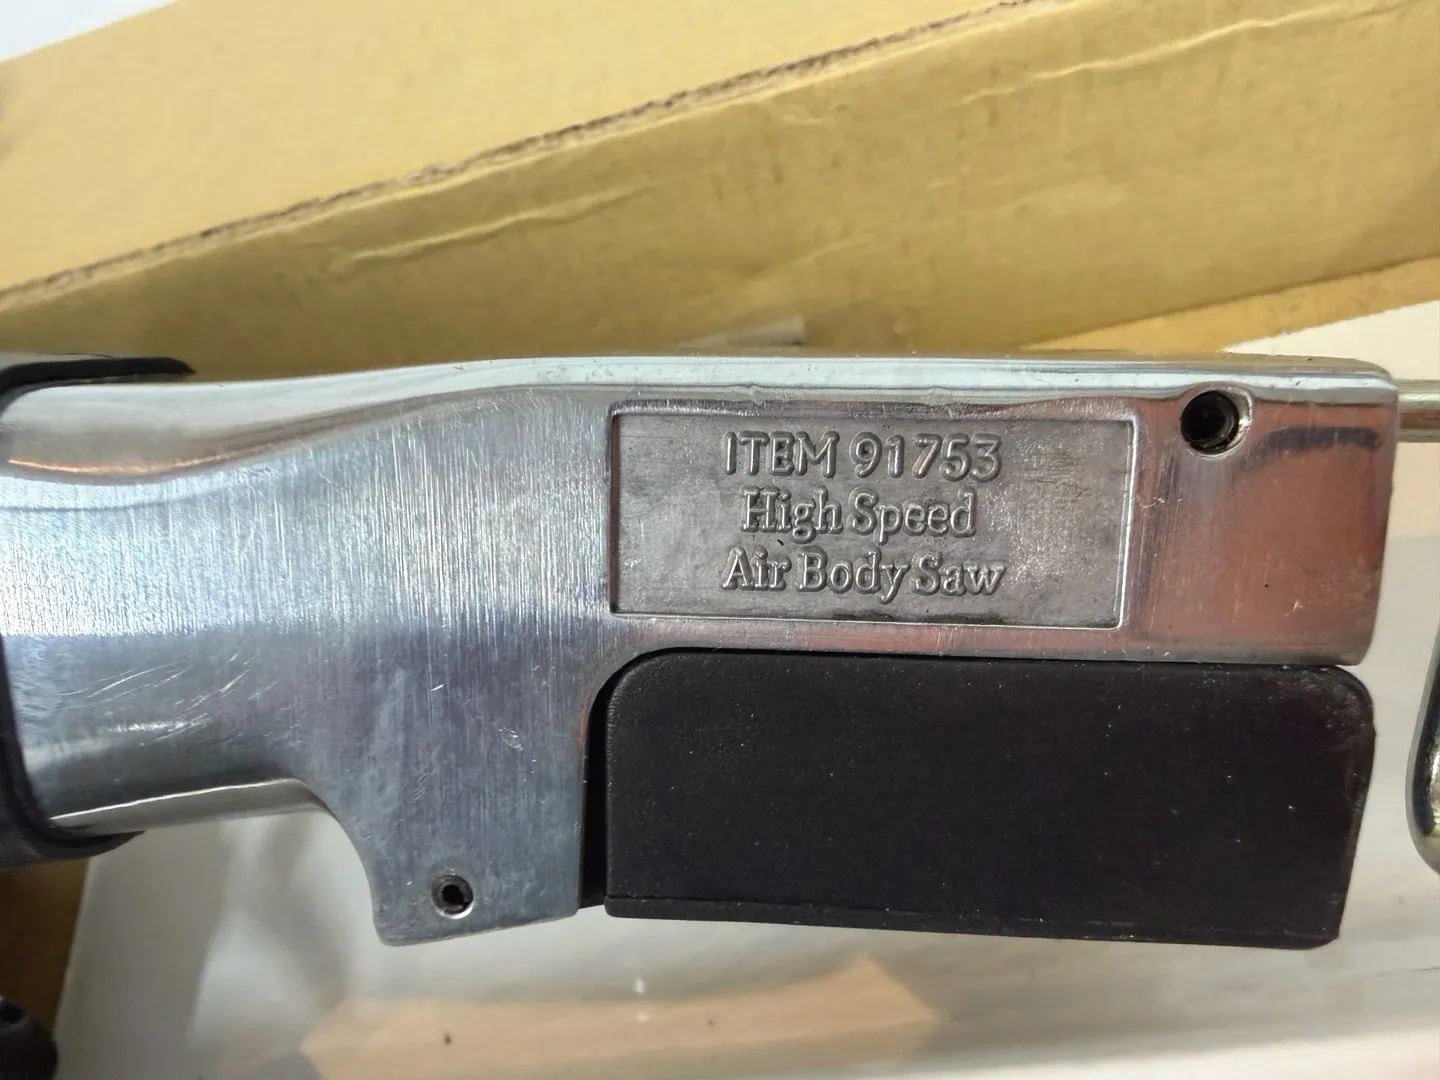 ITEM 91753
High Speed
Air Body Saw